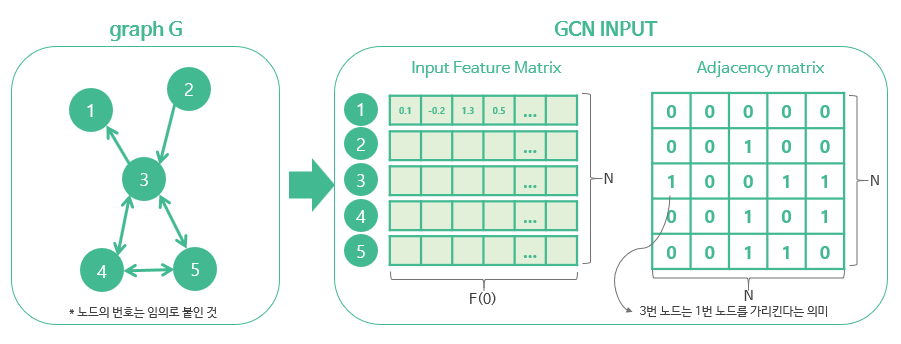 graph G
GCN INPUT
1
2
3
4
5
* 노드의 번호는 임의로 붙인 것
Input Feature Matrix
Adjacency matrix
1 0.1 -0.2 1.3 0.5 ...
2 ...
3 ...
4 ...
5 ...
N
F(0)
0 0 0 0 0
0 0 1 0 0
1 0 0 1 1
0 0 1 0 1
0 0 1 1 0
N
N
3번 노드는 1번 노드를 가리킨다는 의미